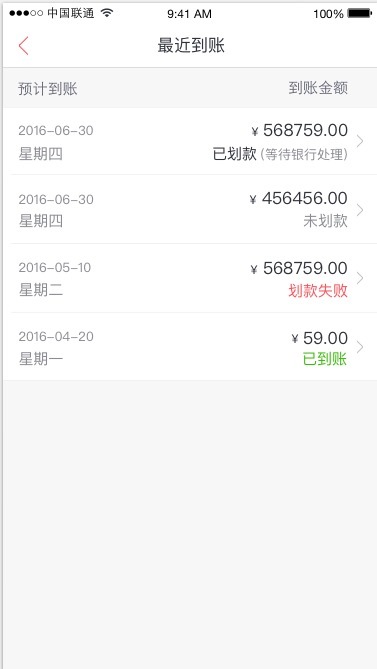 中国联通 9:41 AM 100%
最近到账
预计到账 到账金额
2016-06-30 ¥ 568759.00
星期四 已划款 (等待银行处理)
2016-06-30 ¥ 456456.00
星期四 未划款
2016-05-10 ¥ 568759.00
星期二 划款失败
2016-04-20 ¥ 59.00
星期一 已到账